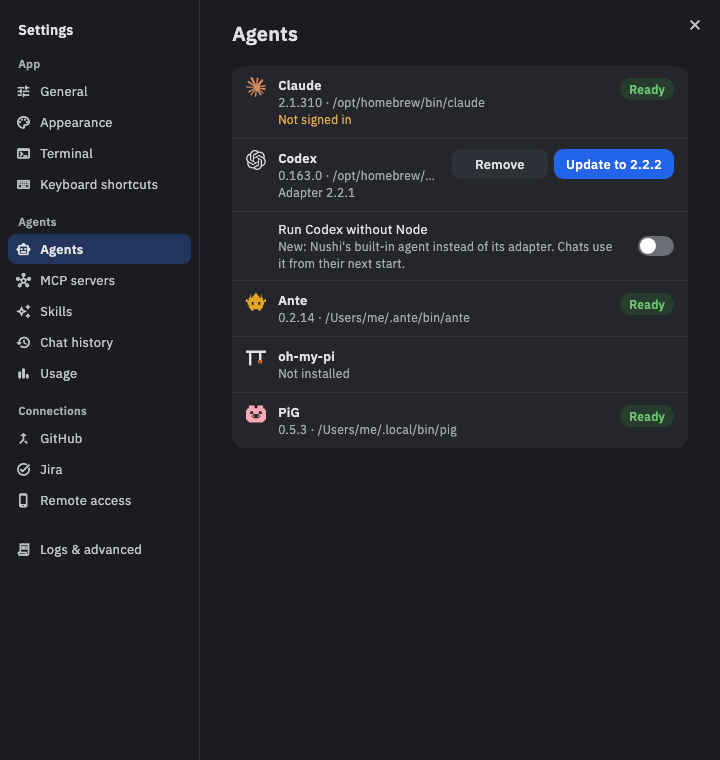 Settings
App
General
Appearance
Terminal
Keyboard shortcuts
Agents
Agents
MCP servers
Skills
Chat history
Usage
Connections
GitHub
Jira
Remote access
Logs & advanced
Agents
Claude
2.1.310 · /opt/homebrew/bin/claude
Not signed in
Ready
Codex
0.163.0 · /opt/homebrew/...
Adapter 2.2.1
Remove
Update to 2.2.2
Run Codex without Node
New: Nushi's built-in agent instead of its adapter. Chats use
it from their next start.
Ante
0.2.14 · /Users/me/.ante/bin/ante
Ready
oh-my-pi
Not installed
PiG
0.5.3 · /Users/me/.local/bin/pig
Ready